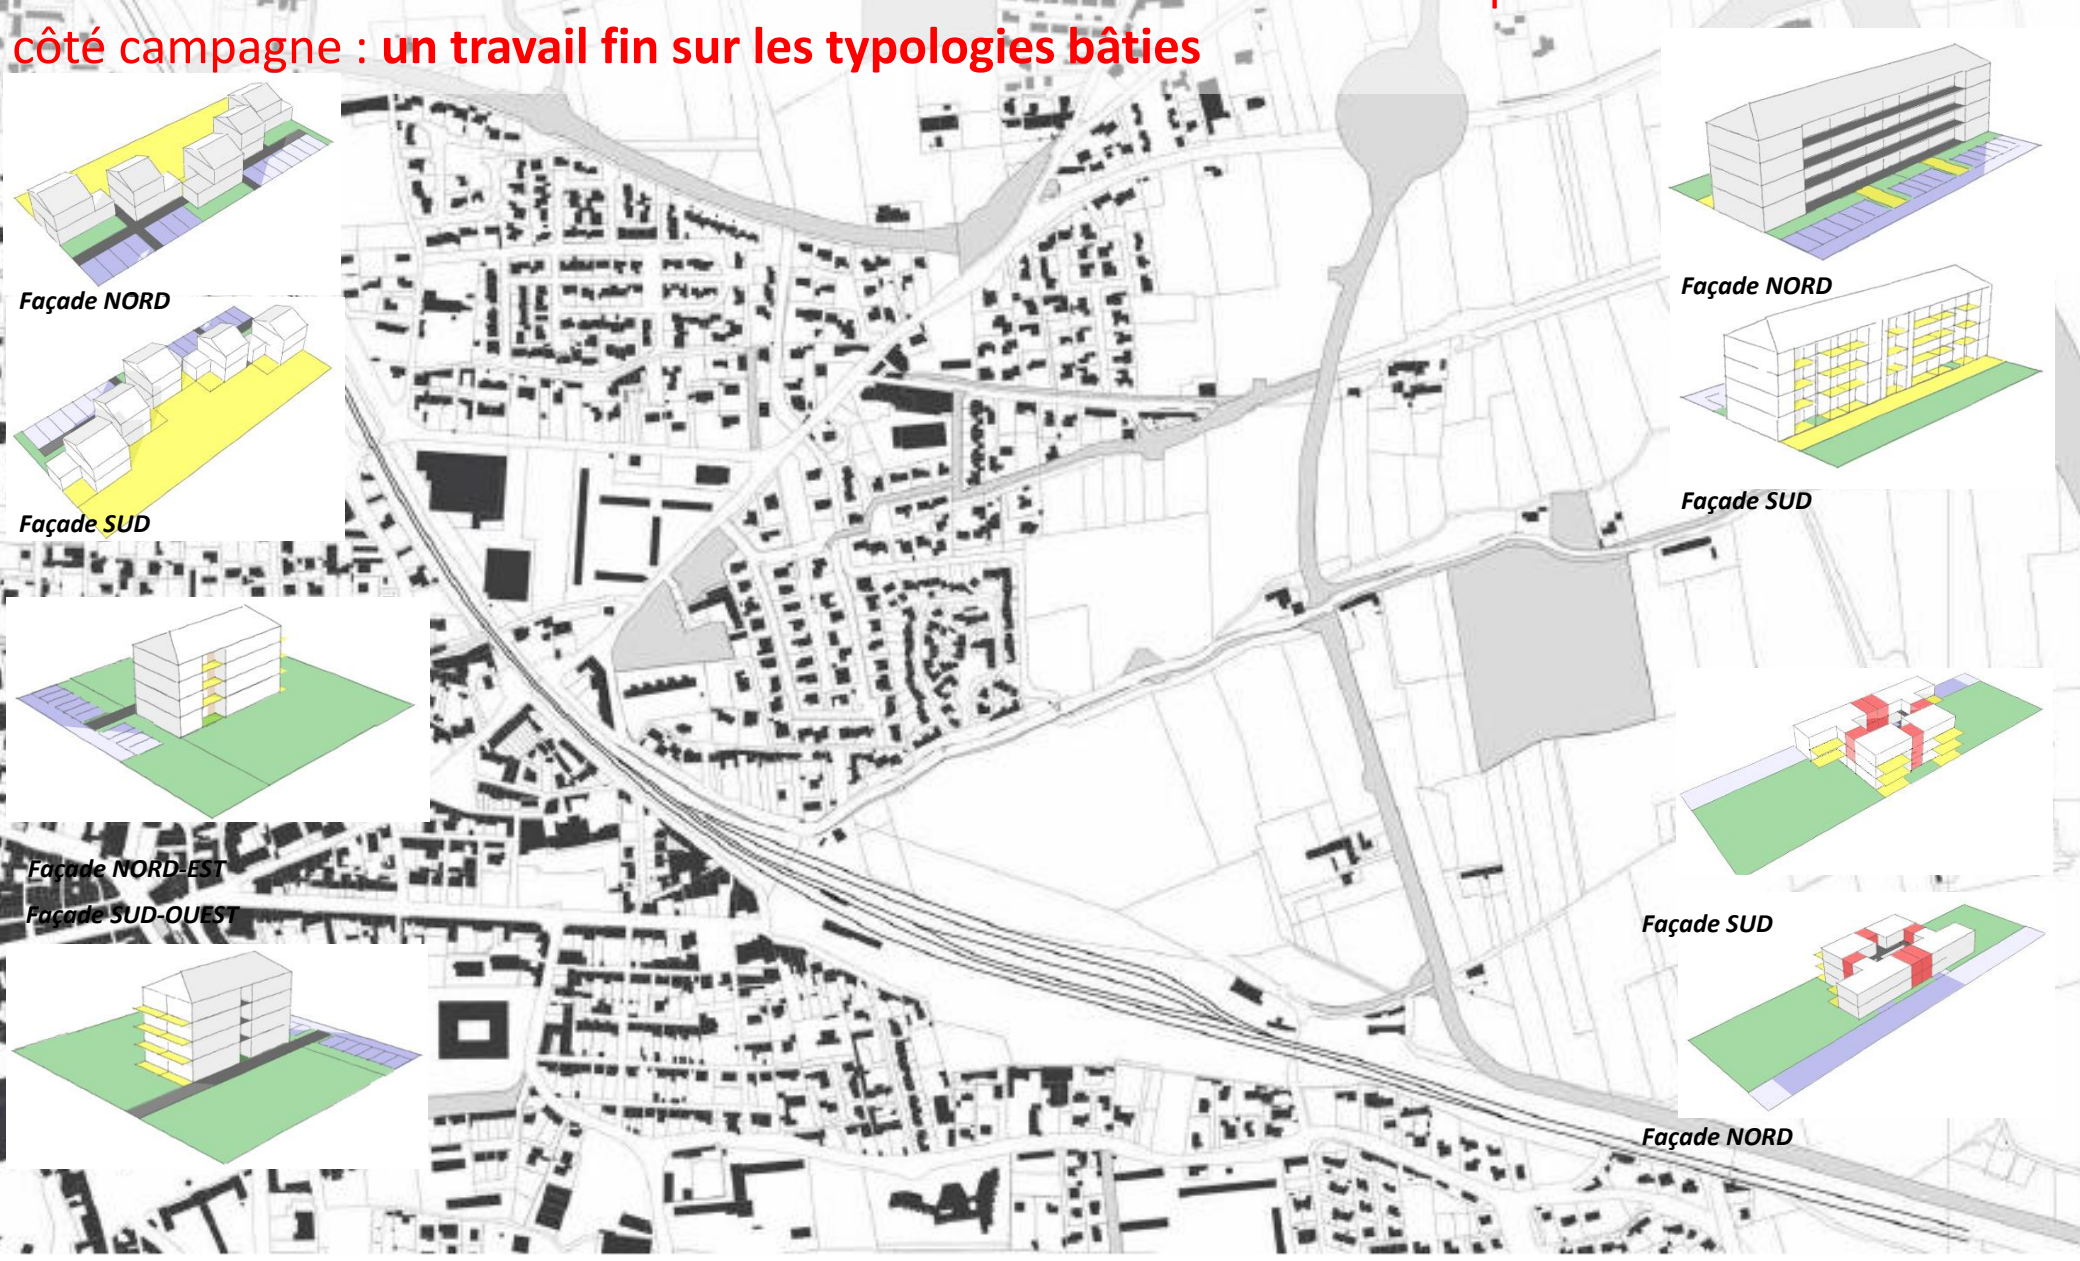 côté campagne : un travail fin sur les typologies bâties
Façade NORD
Façade SUD
Façade NORD-EST
Façade SUD-OUEST
Façade NORD
Façade SUD
Façade SUD
Façade NORD